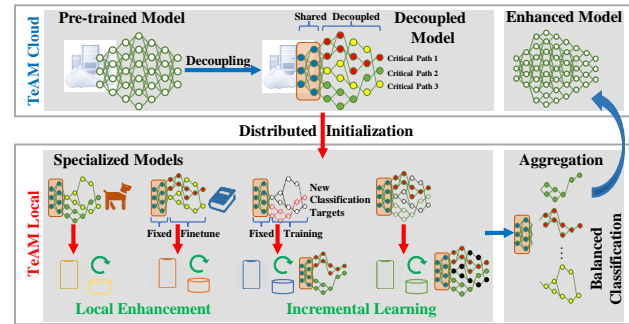 TeAM Cloud
Pre-trained Model
Decoupling
Shared Decoupled
Decoupled
Model
Critical Path 1
Critical Path 2
Critical Path 3
Enhanced Model
Distributed Initialization
TeAM Local
Specialized Models
Fixed Finetune
New
Classification
Targets
Fixed Training
Local Enhancement
Incremental Learning
Aggregation
Balanced
Classification